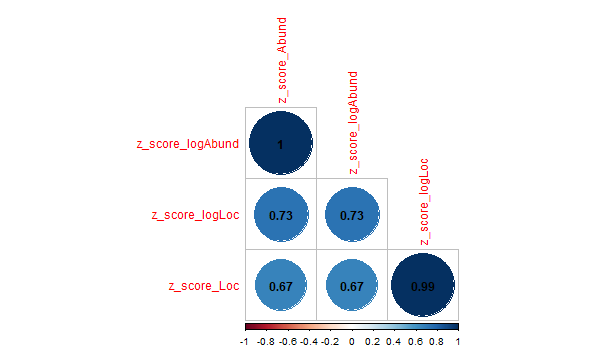 z_score_Abund
z_score_logAbund
z_score_logLoc
z_score_logAbund
1
z_score_logLoc
0.73
0.73
z_score_Loc
0.67
0.67
0.99
-1 -0.8 -0.6 -0.4 -0.2 0 0.2 0.4 0.6 0.8 1